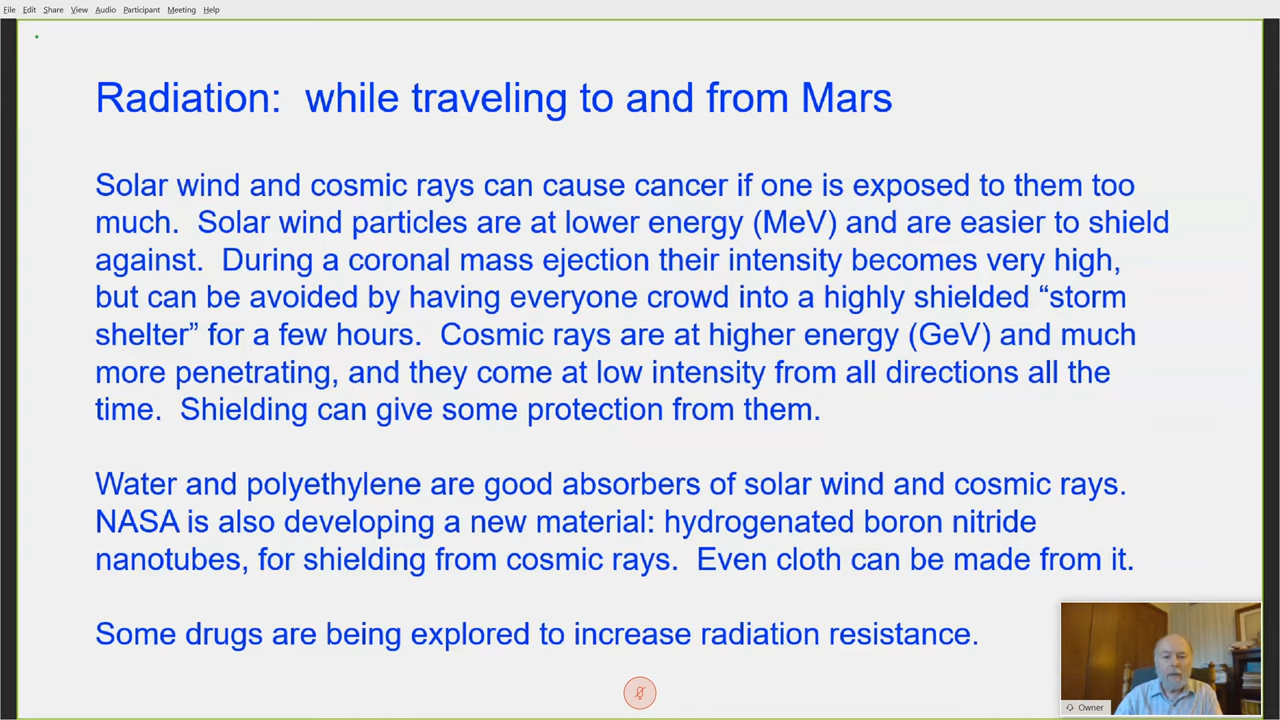 File Edit Share View Audio Participant Meeting Help
Radiation:  while traveling to and from Mars
Solar wind and cosmic rays can cause cancer if one is exposed to them too
much.  Solar wind particles are at lower energy (MeV) and are easier to shield
against.  During a coronal mass ejection their intensity becomes very high,
but can be avoided by having everyone crowd into a highly shielded “storm
shelter” for a few hours.  Cosmic rays are at higher energy (GeV) and much
more penetrating, and they come at low intensity from all directions all the
time.  Shielding can give some protection from them.
Water and polyethylene are good absorbers of solar wind and cosmic rays.
NASA is also developing a new material: hydrogenated boron nitride
nanotubes, for shielding from cosmic rays.  Even cloth can be made from it.
Some drugs are being explored to increase radiation resistance.
Owner